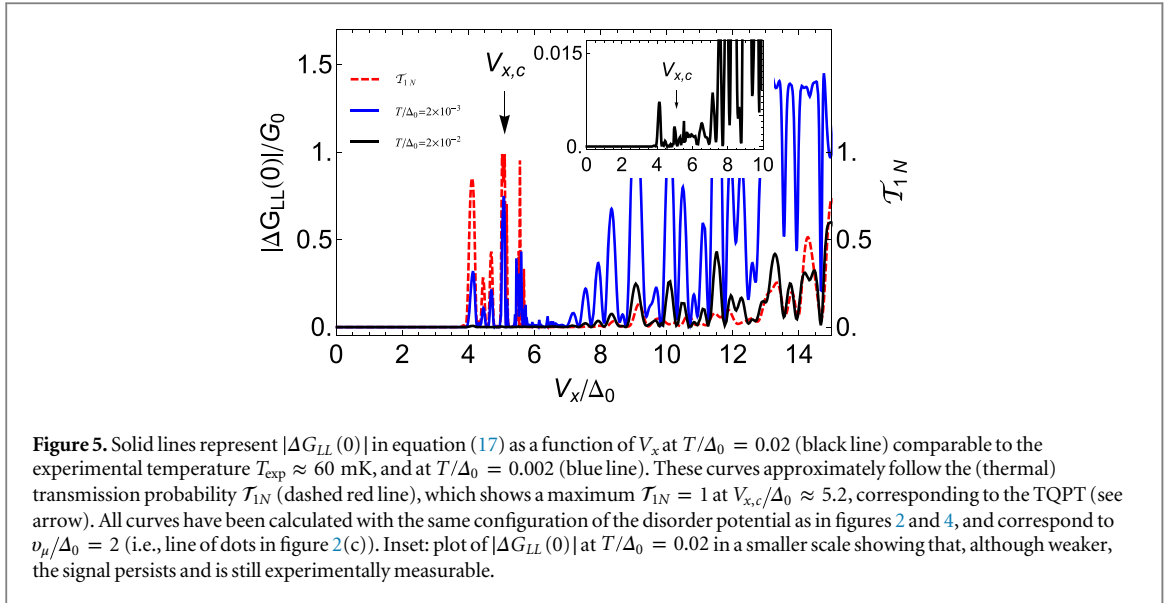 1.5
1.
0.5
0.
|ΔG_LL(0)|/G_0
𝒯_1N
T/Δ_0=2×10^−3
T/Δ_0=2×10^−2
V_x,c
0.015
0.
V_x,c
0 2 4 6 8 10
1.
0.5
0.
𝒯_1N
0 2 4 6 8 10 12 14
V_x/Δ_0
Figure 5. Solid lines represent |ΔG_LL(0)| in equation (17) as a function of V_x at T/Δ_0 = 0.02 (black line) comparable to the
experimental temperature T_exp ≈ 60 mK, and at T/Δ_0 = 0.002 (blue line). These curves approximately follow the (thermal)
transmission probability 𝒯_1N (dashed red line), which shows a maximum 𝒯_1N = 1 at V_x,c/Δ_0 ≈ 5.2, corresponding to the TQPT (see
arrow). All curves have been calculated with the same configuration of the disorder potential as in figures 2 and 4, and correspond to
υ_μ/Δ_0 = 2 (i.e., line of dots in figure 2(c)). Inset: plot of |ΔG_LL(0)| at T/Δ_0 = 0.02 in a smaller scale showing that, although weaker,
the signal persists and is still experimentally measurable.